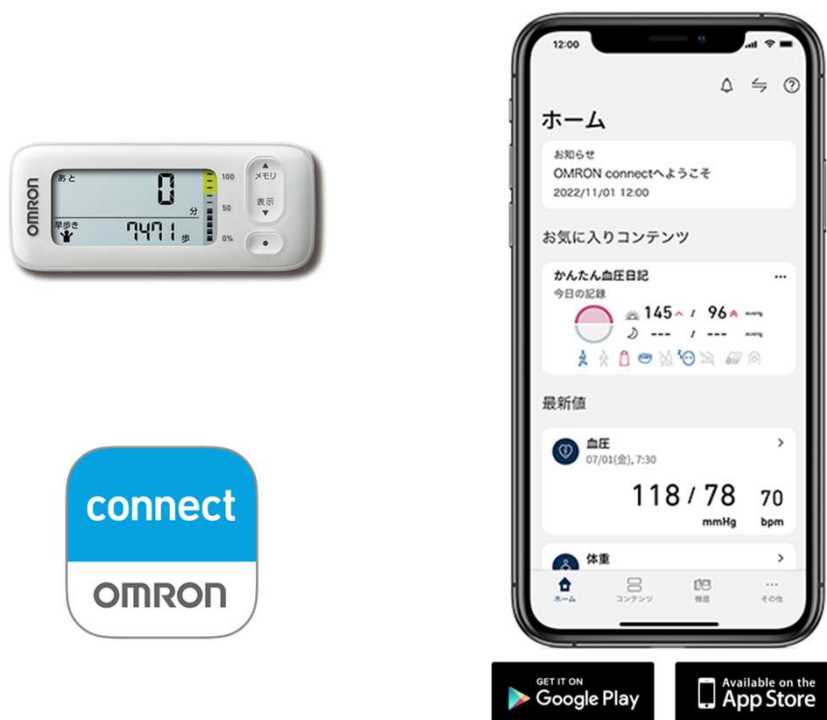 OMRON
あと
0
分
早歩き
7471 歩
100
50
0%
メモリ
表示
connect
OMRON
12:00
ホーム
お知らせ
OMRON connectへようこそ
2022/11/01 12:00
お気に入りコンテンツ
かんたん血圧日記
今日の記録
145 / 96 mmHg
--- / --- mmHg
最新値
血圧
07/01(金), 7:30
118 / 78 70
mmHg bpm
体重
ホーム コンテンツ 機器 その他
GET IT ON
Google Play
Available on the
App Store